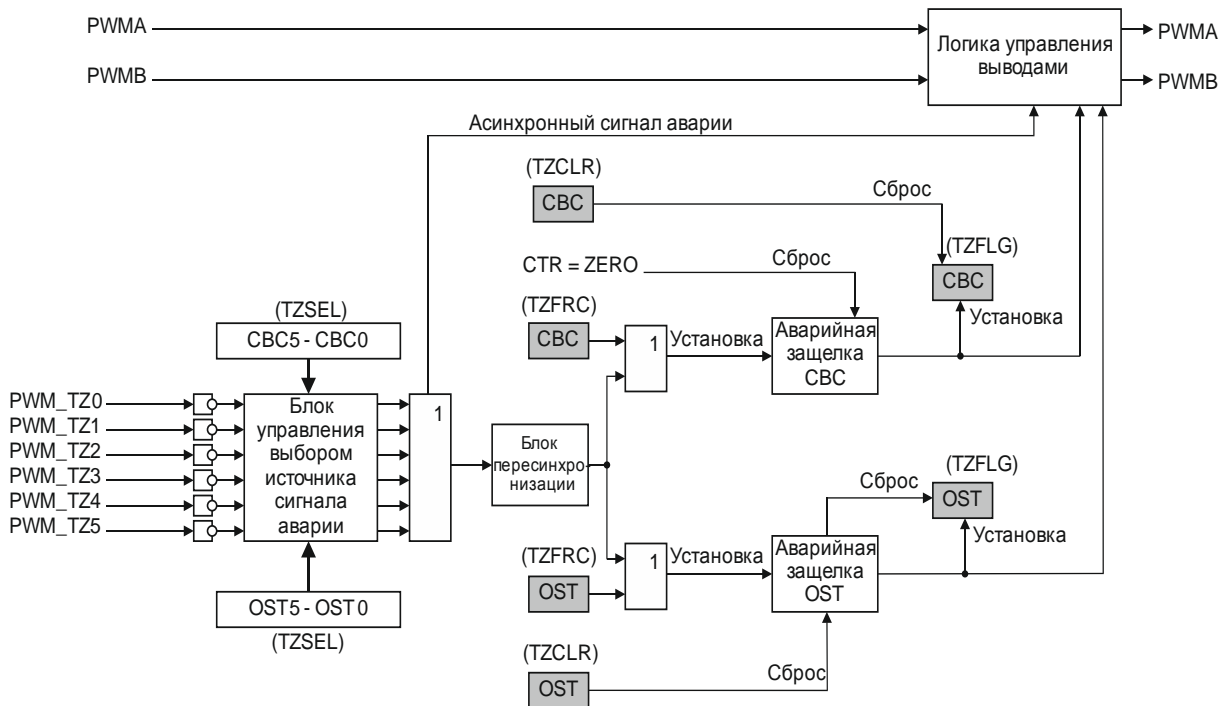 PWMA
PWMB
Логика управления
выводами
PWMA
PWMB
Асинхронный сигнал аварии
(TZCLR)
CBC
Сброс
(TZFLG)
CBC
CTR = ZERO
Сброс
(TZFRC)
CBC
1
Установка
Аварийная
защелка
CBC
Установка
(TZSEL)
CBC5 - CBC0
PWM_TZ0
PWM_TZ1
PWM_TZ2
PWM_TZ3
PWM_TZ4
PWM_TZ5
Блок
управления
выбором
источника
сигнала
аварии
1
Блок
пересинхро-
низации
OST5 - OST0
(TZSEL)
(TZFRC)
OST
1
Установка
Аварийная
защелка
OST
Сброс
(TZFLG)
OST
Установка
(TZCLR)
OST
Сброс